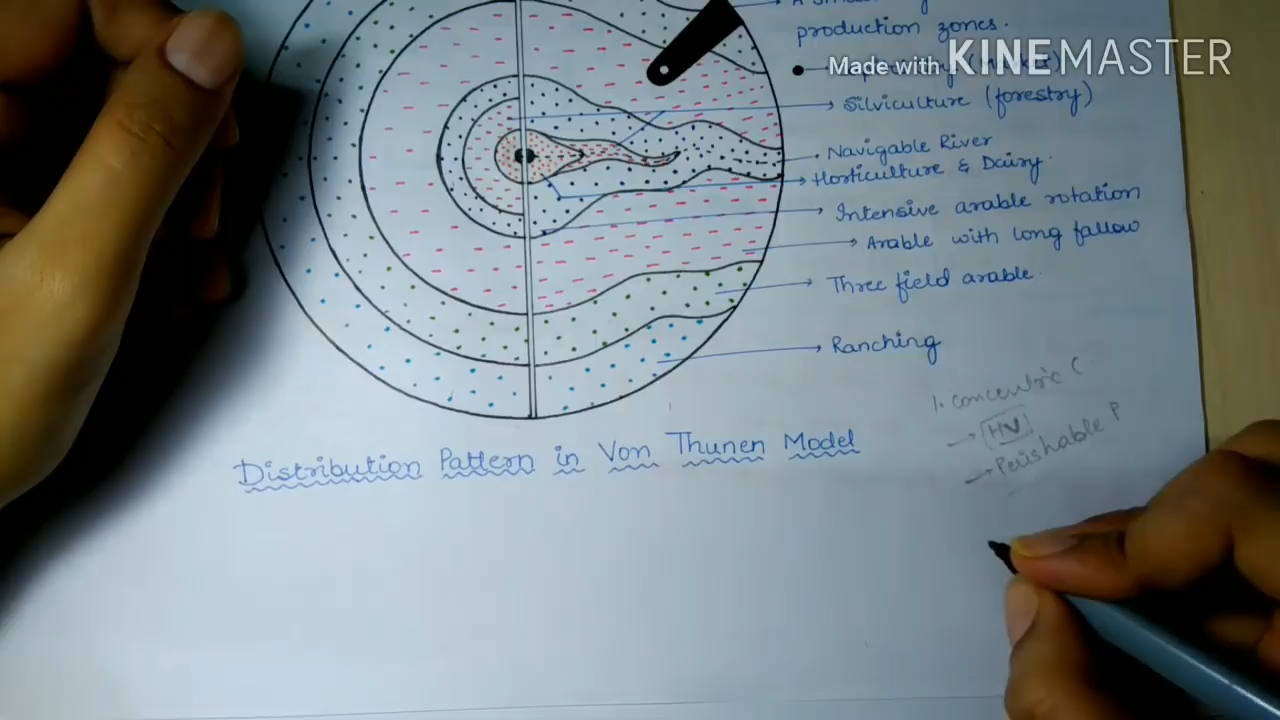 production zones.
Made with KINEMASTER
Silviculture (forestry)
Navigable River
Horticulture & Dairy.
Intensive arable rotation
Arable with long fallow
Three field arable.
Ranching
1. concentric C
→ HV
→ Perishable P
Distribution Pattern in Von Thunen Model